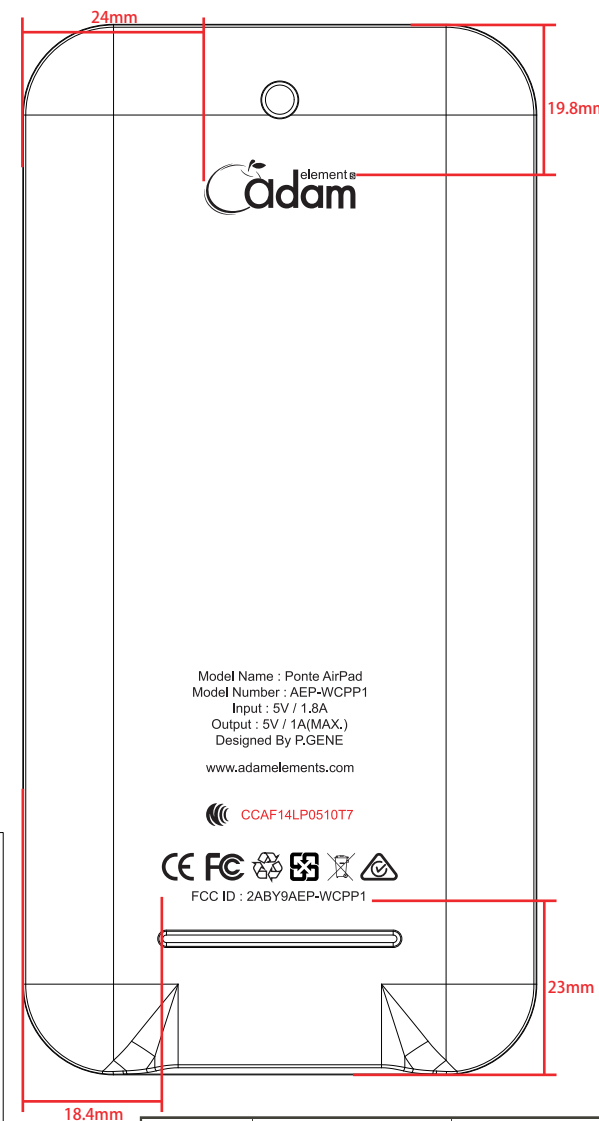 24mm
19.8mm
elements
adam
Model Name : Ponte AirPad
Model Number : AEP-WCPP1
Input : 5V / 1.8A
Output : 5V / 1A(MAX.)
Designed By P.GENE
www.adamelements.com
CCAF14LP0510T7
CE FC
FCC ID : 2ABY9AEP-WCPP1
23mm
18.4mm